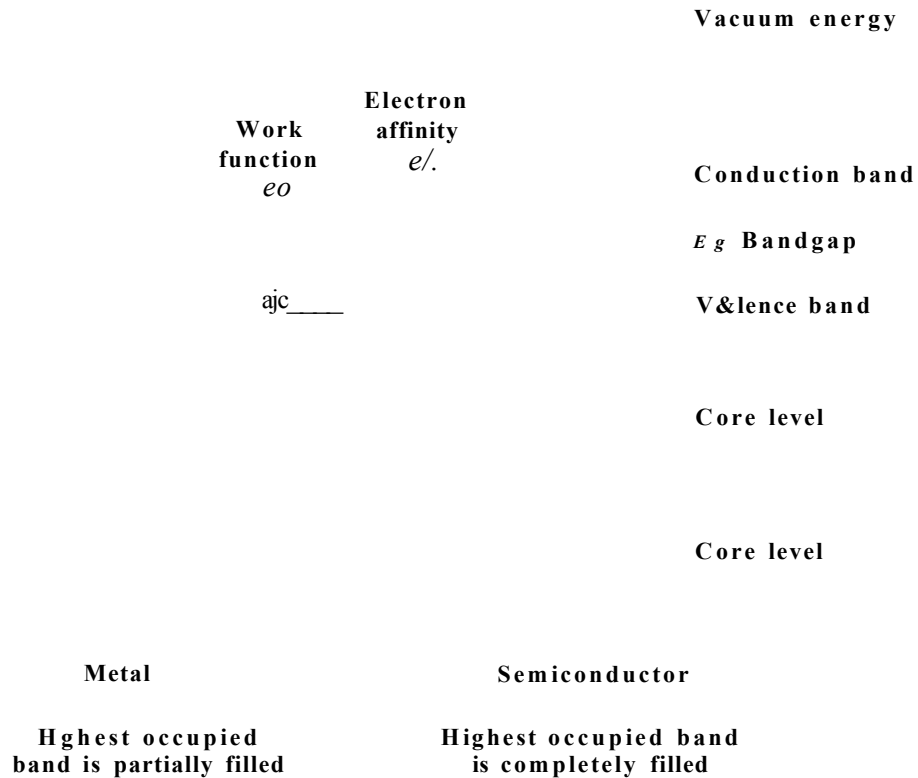 Vacuum energy
Electron
affinity
e/.
Work
function
eo
Conduction band
E g Bandgap
ajc____
V&lence band
Core level
Core level
Metal
Semiconductor
Hghest occupied
band is partially filled
Highest occupied band
is completely filled